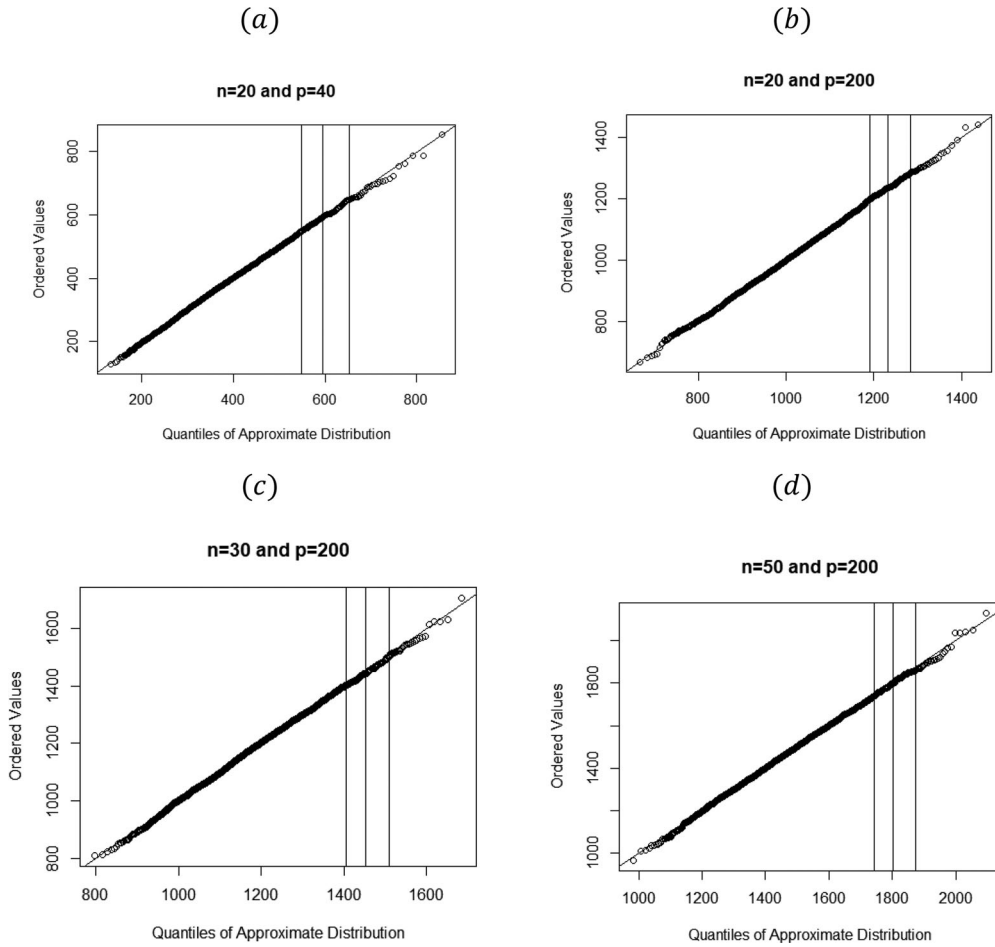 (a)
n=20 and p=40
Ordered Values
800
600
400
200
200 400 600 800
Quantiles of Approximate Distribution
(b)
n=20 and p=200
Ordered Values
1400
1200
1000
800
800 1000 1200 1400
Quantiles of Approximate Distribution
(c)
n=30 and p=200
Ordered Values
1600
1400
1200
1000
800
800 1000 1200 1400 1600
Quantiles of Approximate Distribution
(d)
n=50 and p=200
Ordered Values
1800
1400
1000
1000 1200 1400 1600 1800 2000
Quantiles of Approximate Distribution